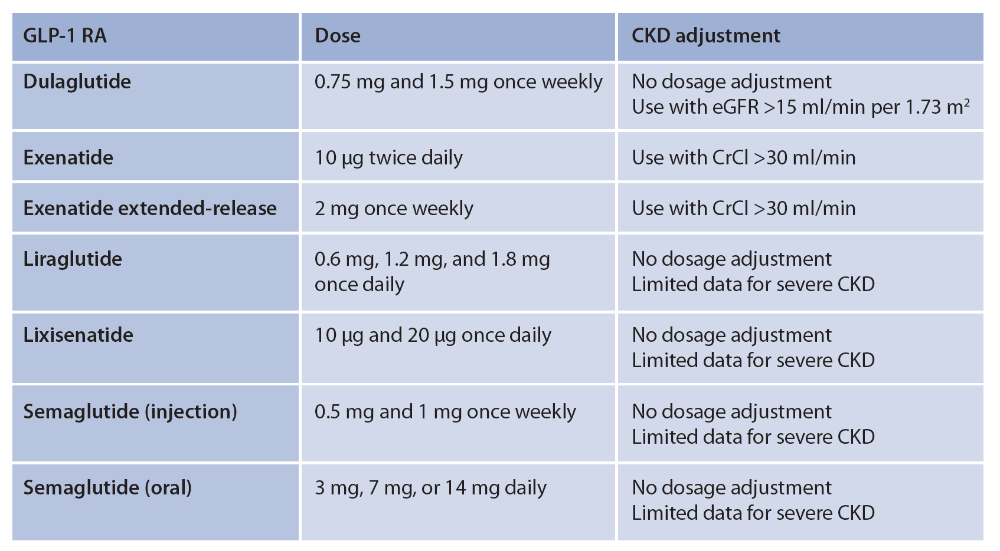 GLP-1 RA Dose CKD adjustment
Dulaglutide 0.75 mg and 1.5 mg once weekly No dosage adjustment
Use with eGFR >15 ml/min per 1.73 m²
Exenatide 10 μg twice daily Use with CrCl >30 ml/min
Exenatide extended-release 2 mg once weekly Use with CrCl >30 ml/min
Liraglutide 0.6 mg, 1.2 mg, and 1.8 mg No dosage adjustment
once daily Limited data for severe CKD
Lixisenatide 10 μg and 20 μg once daily No dosage adjustment
Limited data for severe CKD
Semaglutide (injection) 0.5 mg and 1 mg once weekly No dosage adjustment
Limited data for severe CKD
Semaglutide (oral) 3 mg, 7 mg, or 14 mg daily No dosage adjustment
Limited data for severe CKD